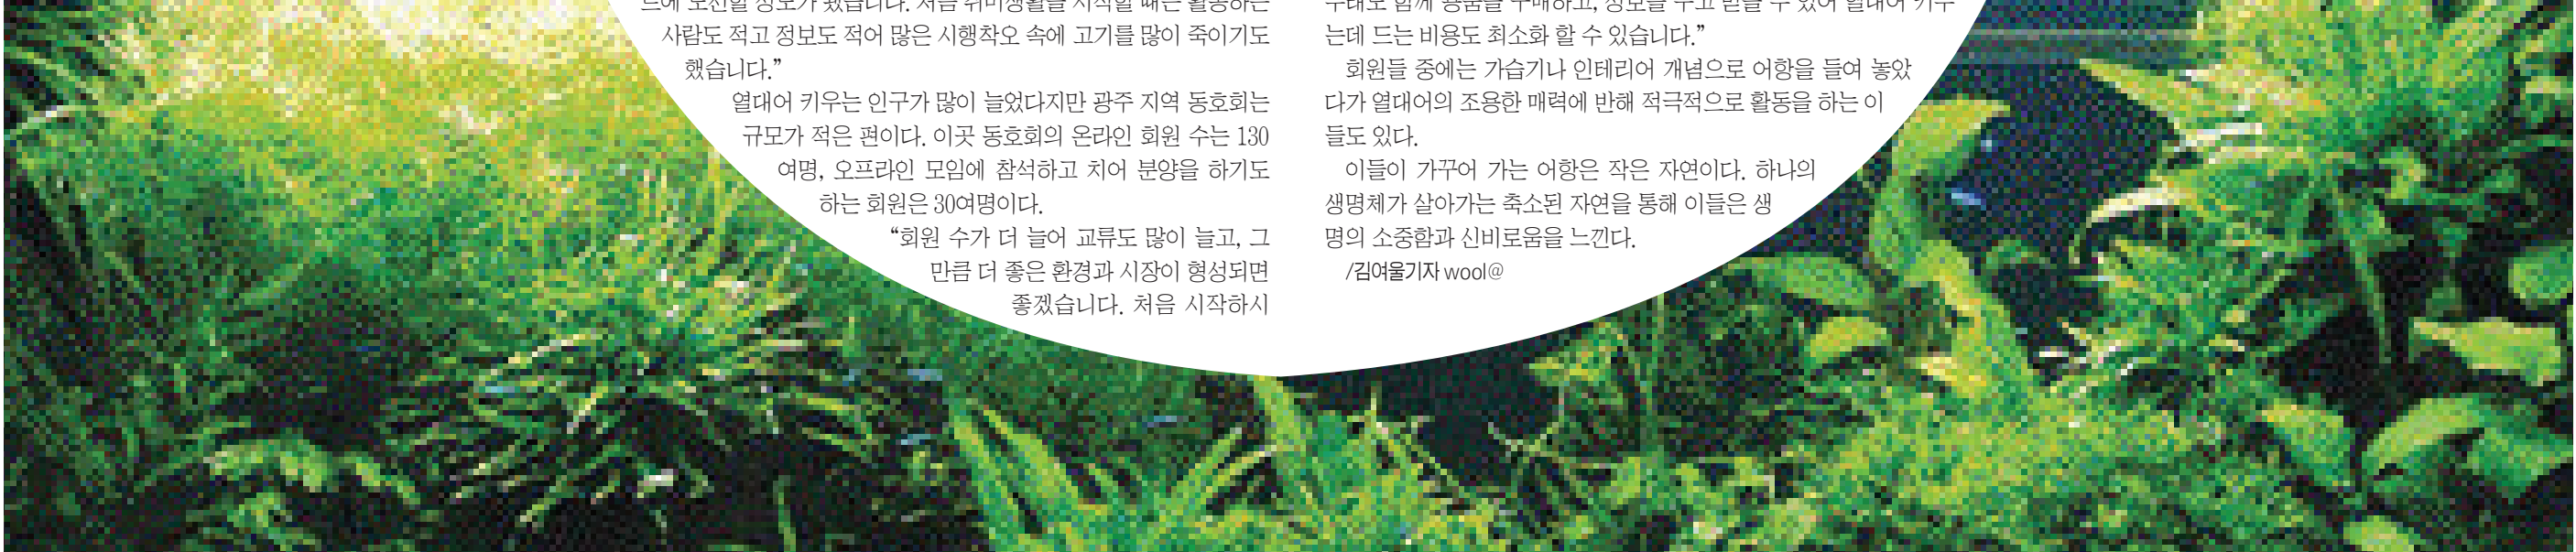 사람도 적고 정보도 적어 많은 시행착오 속에 고기를 많이 죽이기도
했습니다.”
열대어 키우는 인구가 많이 늘었다지만 광주 지역 동호회는
규모가 적은 편이다. 이곳 동호회의 온라인 회원 수는 130
여명, 오프라인 모임에 참석하고 치어 분양을 하기도
하는 회원은 30여명이다.
“회원 수가 더 늘어 교류도 많이 늘고, 그
만큼 더 좋은 환경과 시장이 형성되면
좋겠습니다. 처음 시작하시
는데 드는 비용도 최소화 할 수 있습니다.”
회원들 중에는 가습기나 인테리어 개념으로 어항을 들여 놓았
다가 열대어의 조용한 매력에 반해 적극적으로 활동을 하는 이
들도 있다.
이들이 가꾸어 가는 어항은 작은 자연이다. 하나의
생명체가 살아가는 축소된 자연을 통해 이들은 생
명의 소중함과 신비로움을 느낀다.
/김여울기자 wool@